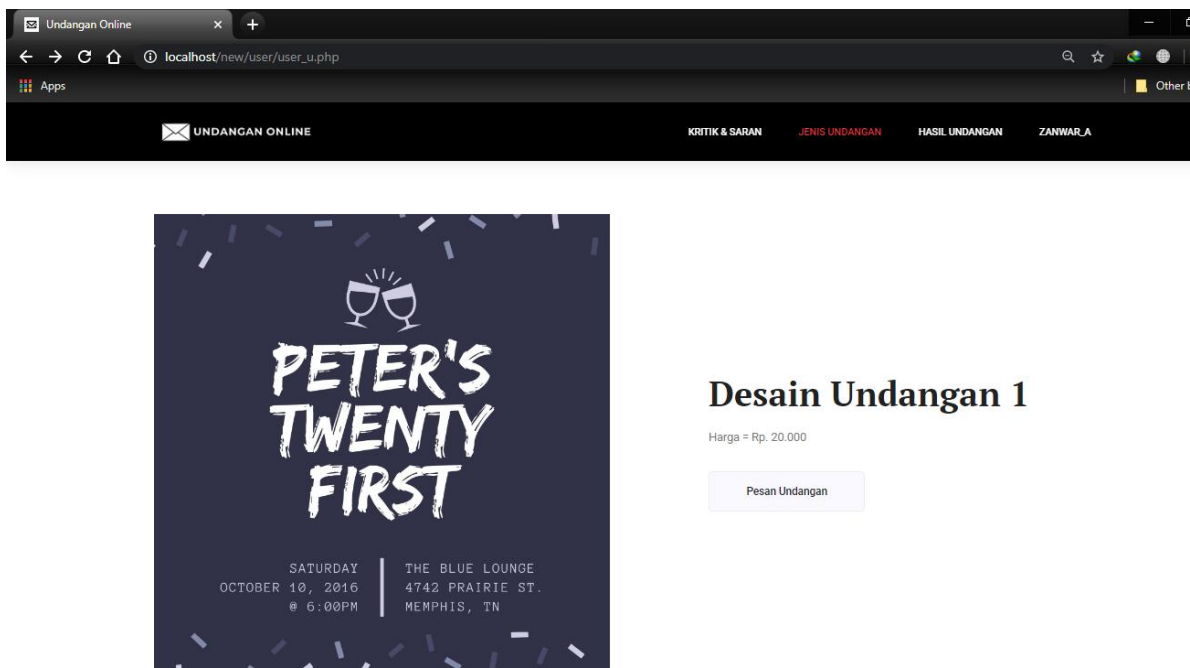 Undangan Online
localhost/new/user/user_u.php
Apps
Other b
UNDANGAN ONLINE
KRITIK & SARAN JENIS UNDANGAN HASIL UNDANGAN ZANWAR_A
PETER'S
TWENTY
FIRST
SATURDAY
OCTOBER 10, 2016
@ 6:00PM
THE BLUE LOUNGE
4742 PRAIRIE ST.
MEMPHIS, TN
Desain Undangan 1
Harga = Rp. 20.000
Pesan Undangan